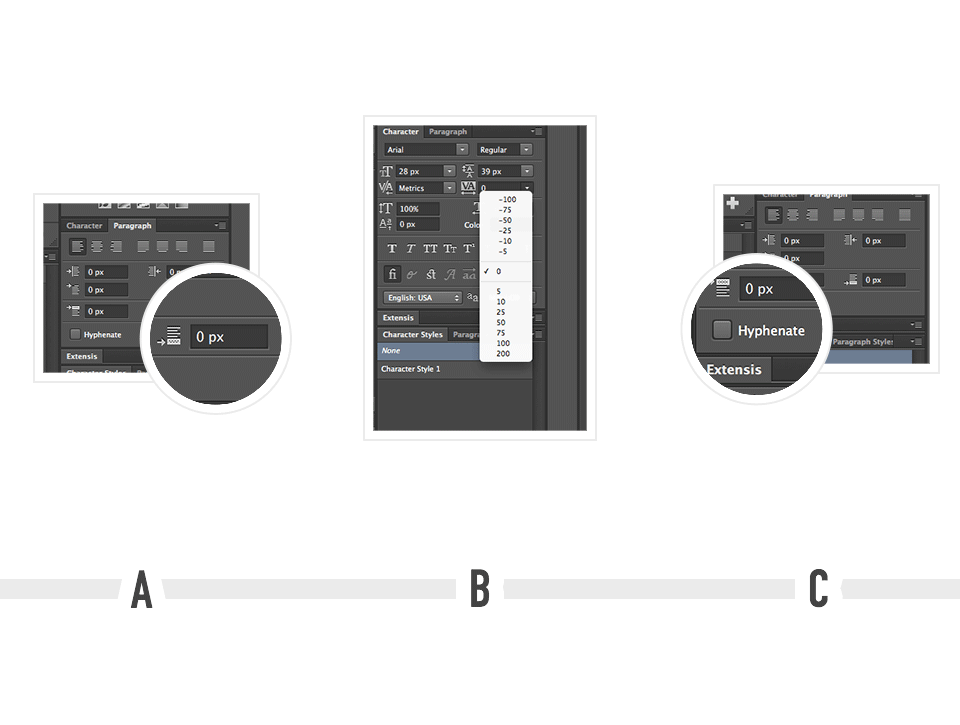 Character Paragraph
0 px 0 px
0 px
0 px
Hyphenate
Extensis
Character Styles
0 px
Character Paragraph
Arial Regular
28 px 39 px
Metrics 0
100%
0 px Colo
English: USA
Extensis
Character Styles Paragra
None
Character Style 1
-100
-75
-50
-25
-10
-5
✓ 0
5
10
25
50
75
100
200
Character Paragraph
0 px 0 px
0 px
0 px
0 px
Hyphenate
Extensis
Paragraph Styles
A
B
C